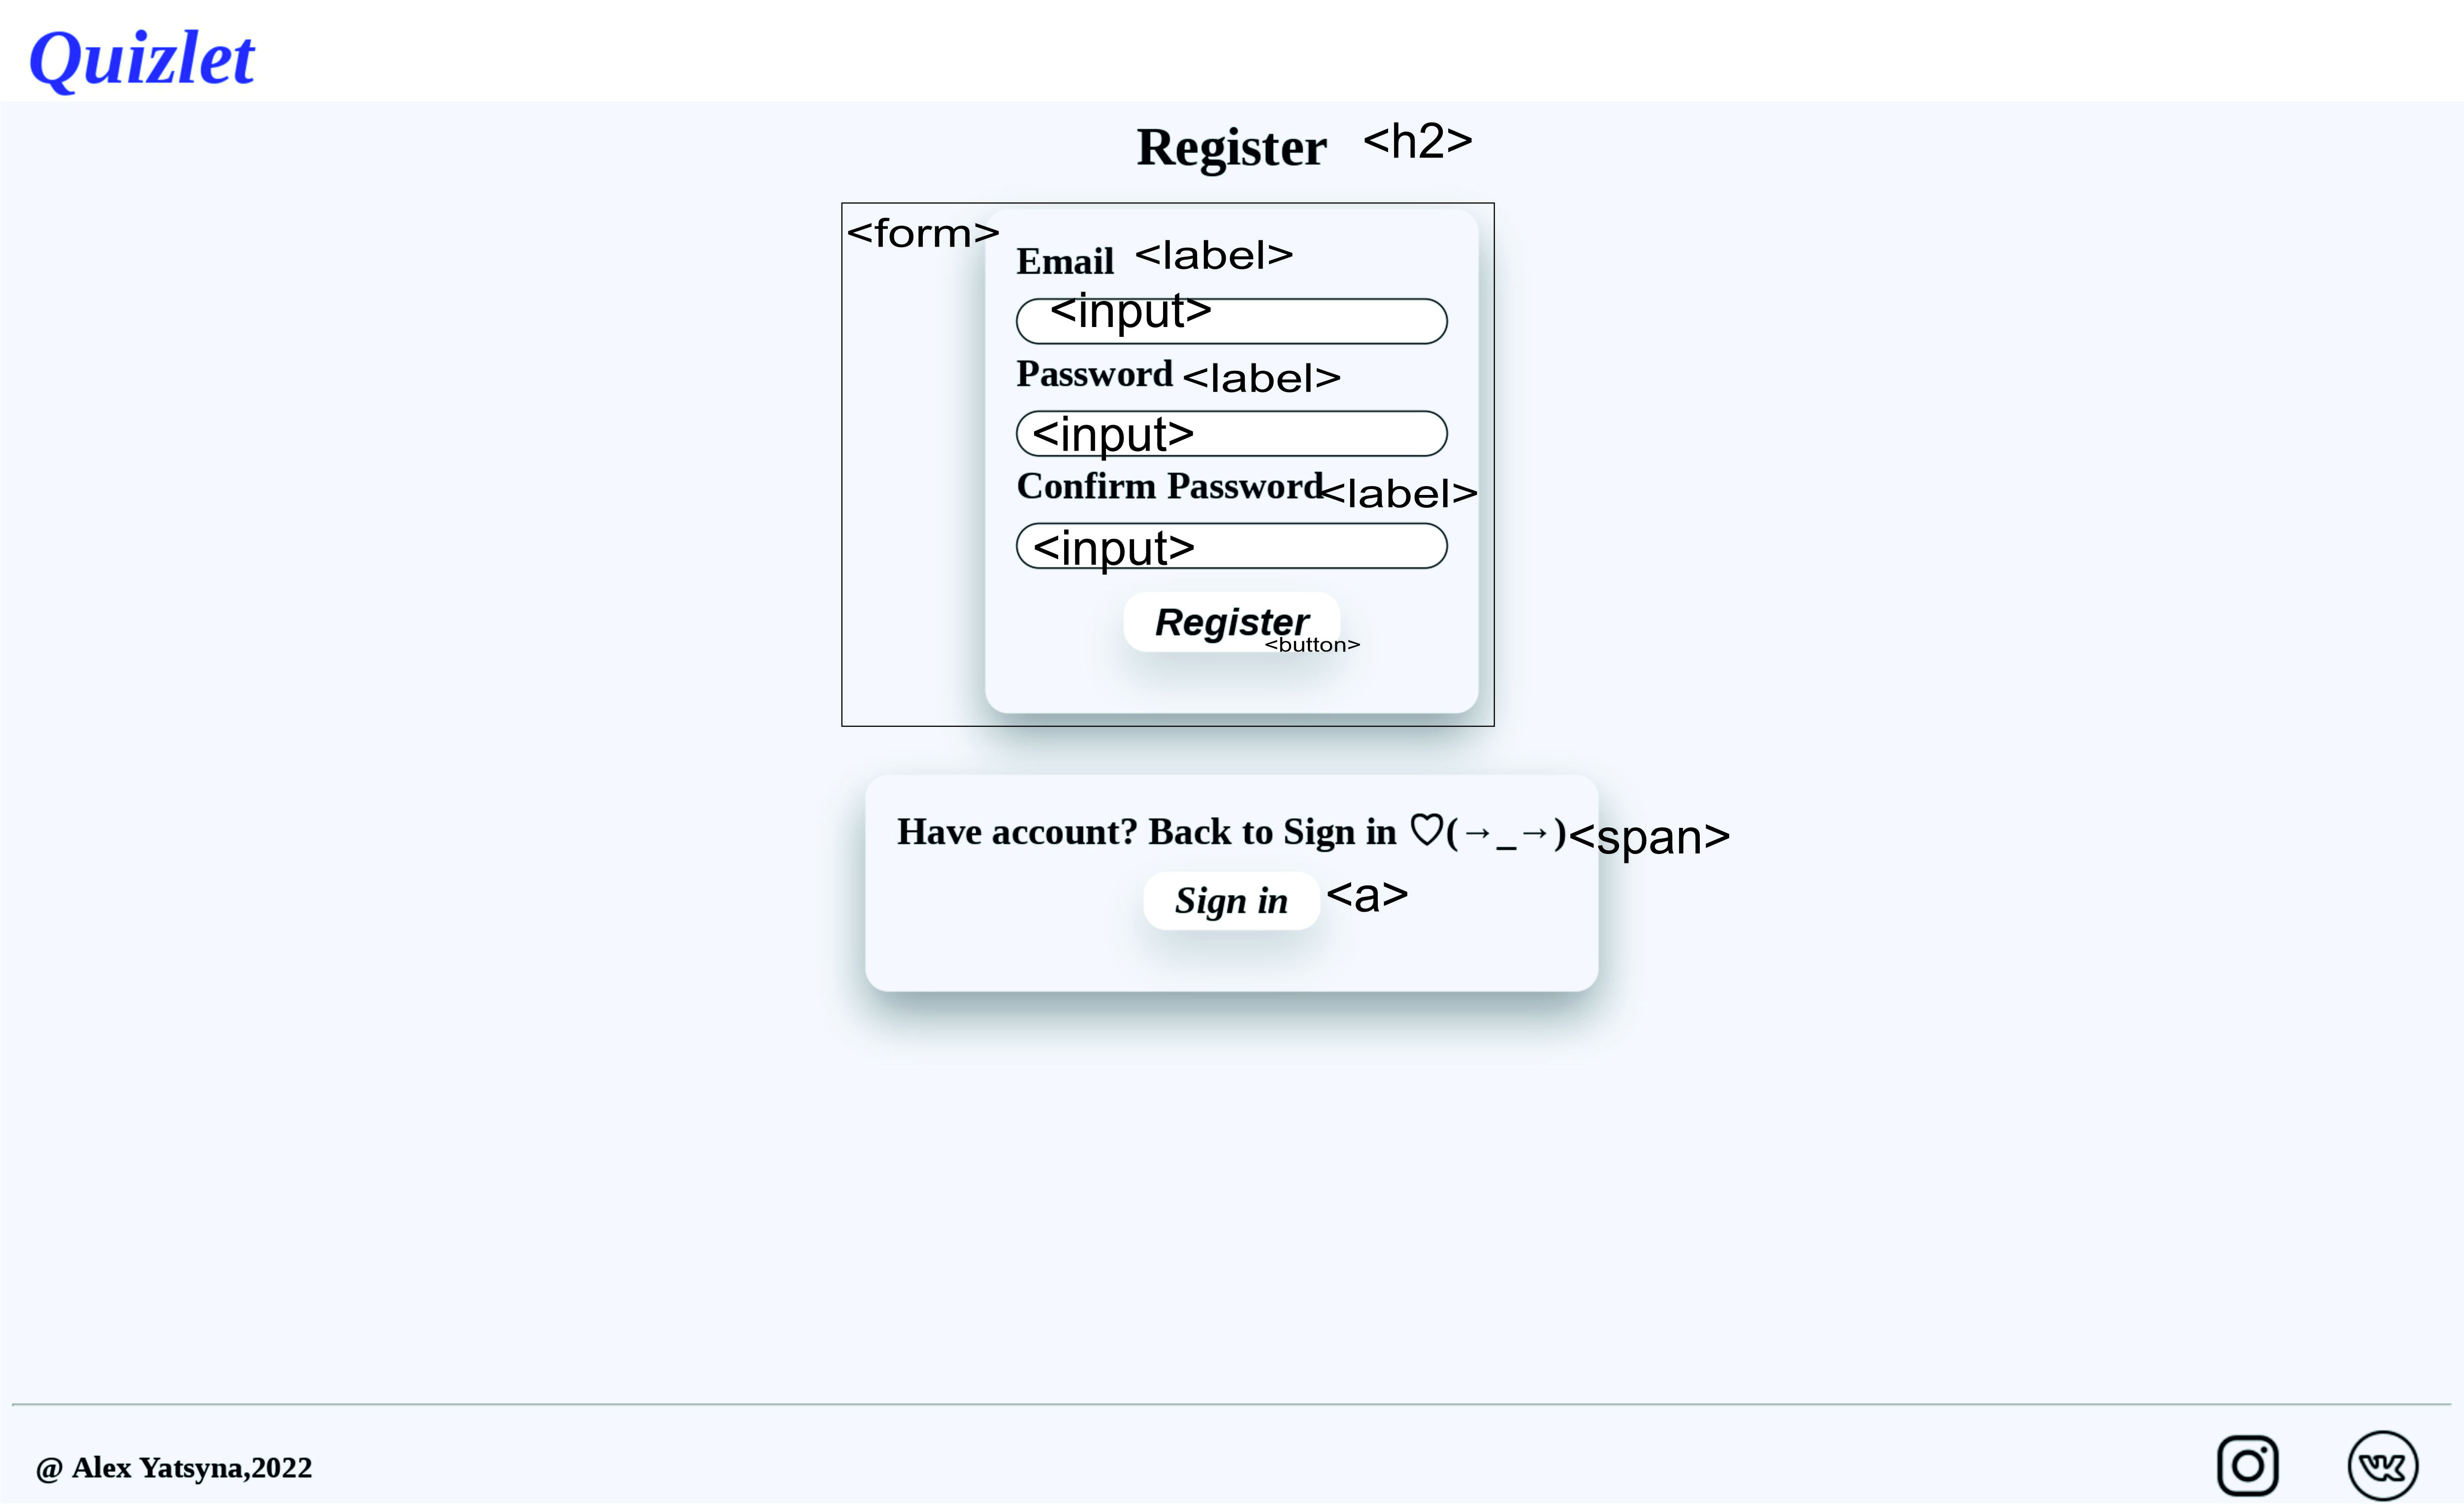 Quizlet
Register <h2>
<form>
Email <label>
<input>
Password <label>
<input>
Confirm Password <label>
<input>
Register
<button>
Have account? Back to Sign in ♡(→_→) <span>
Sign in <a>
@ Alex Yatsyna,2022